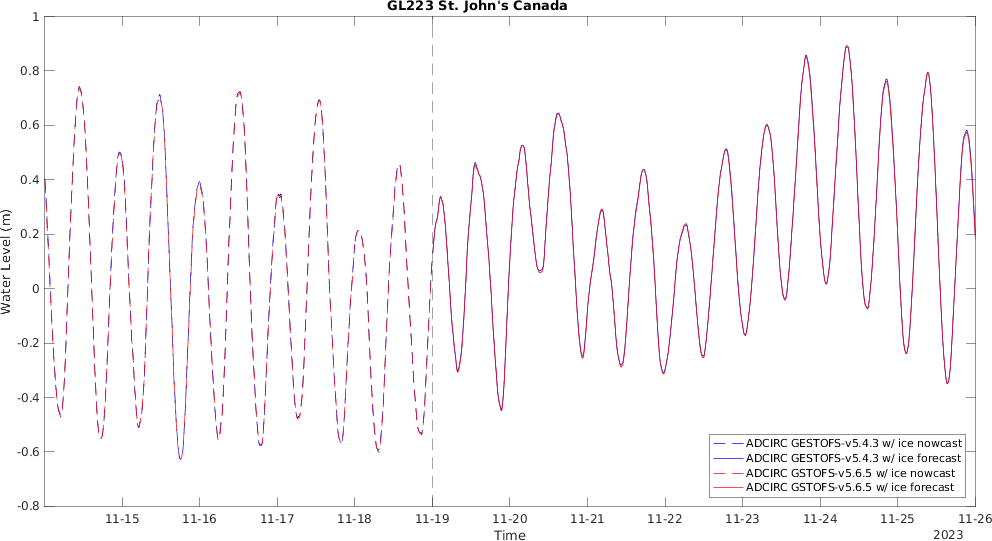 GL223 St. John's Canada
1
0.8
0.6
0.4
0.2
0
-0.2
-0.4
-0.6
-0.8
Water Level (m)
ADCIRC GESTOFS-v5.4.3 w/ ice nowcast
ADCIRC GESTOFS-v5.4.3 w/ ice forecast
ADCIRC GSTOFS-v5.6.5 w/ ice nowcast
ADCIRC GSTOFS-v5.6.5 w/ ice forecast
11-15 11-16 11-17 11-18 11-19 11-20 11-21 11-22 11-23 11-24 11-25 11-26
Time
2023